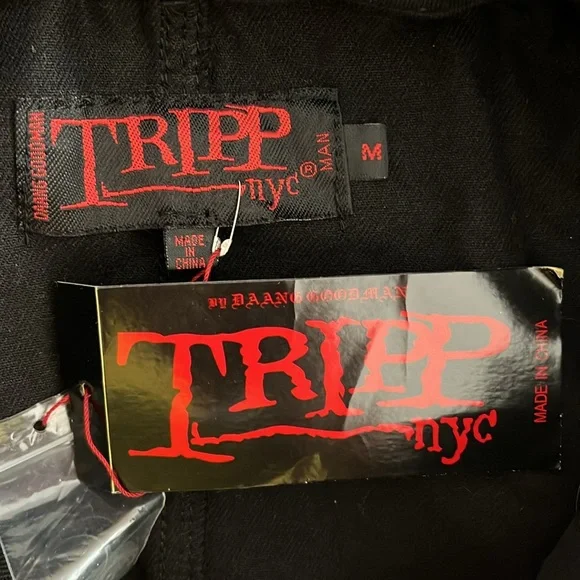 DAANG GOODMAN
TRIPP
nyc®
MAN
M
MADE
IN
CHINA
BY DAANG GOODMAN
TRIPP
nyc
MADE IN CHINA